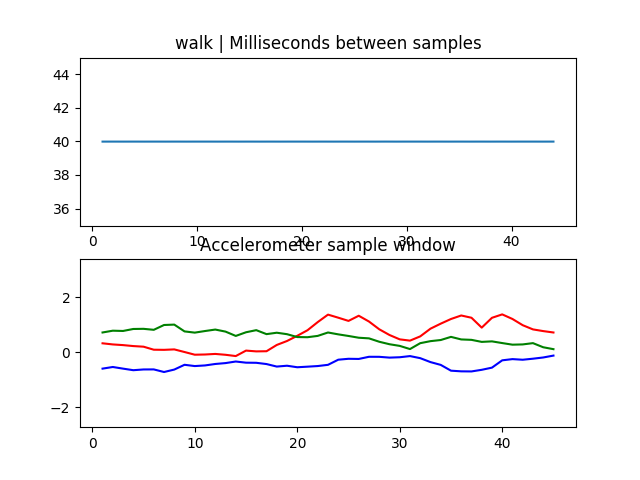 walk | Milliseconds between samples
44
42
40
38
36
0 10 20 30 40
Accelerometer sample window
2
0
−2
0 10 20 30 40